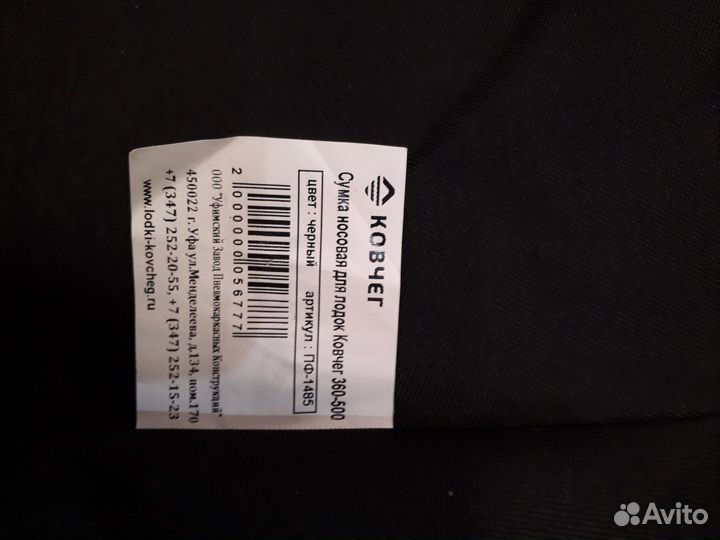 КОВЧЕГ
Сумка носовая для лодок Ковчег 360-500
цвет : черный артикул : ПФ-1485
2 000000 056777
ООО "Уфимский Завод Пневмокаркасных Конструкций"
450022 г. Уфа ул.Менделеева, д.134, пом.170
+7 (347) 252-20-55, +7 (347) 252-15-23
www.lodki-kovcheg.ru
Avito